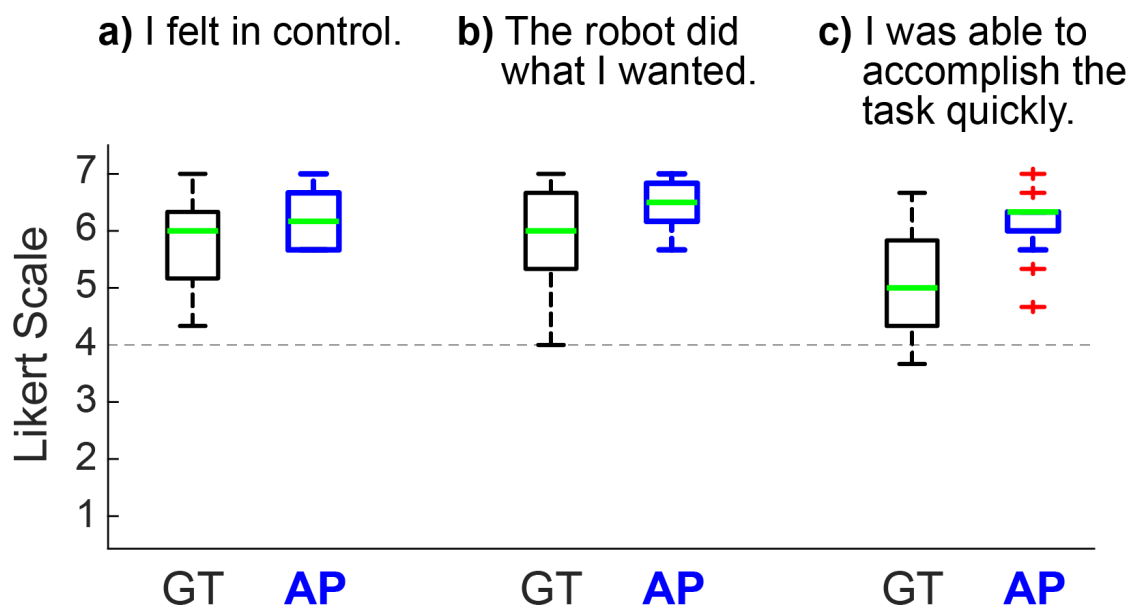 a) I felt in control.
b) The robot did
what I wanted.
c) I was able to
accomplish the
task quickly.
Likert Scale
7
6
5
4
3
2
1
GT
AP
GT
AP
GT
AP